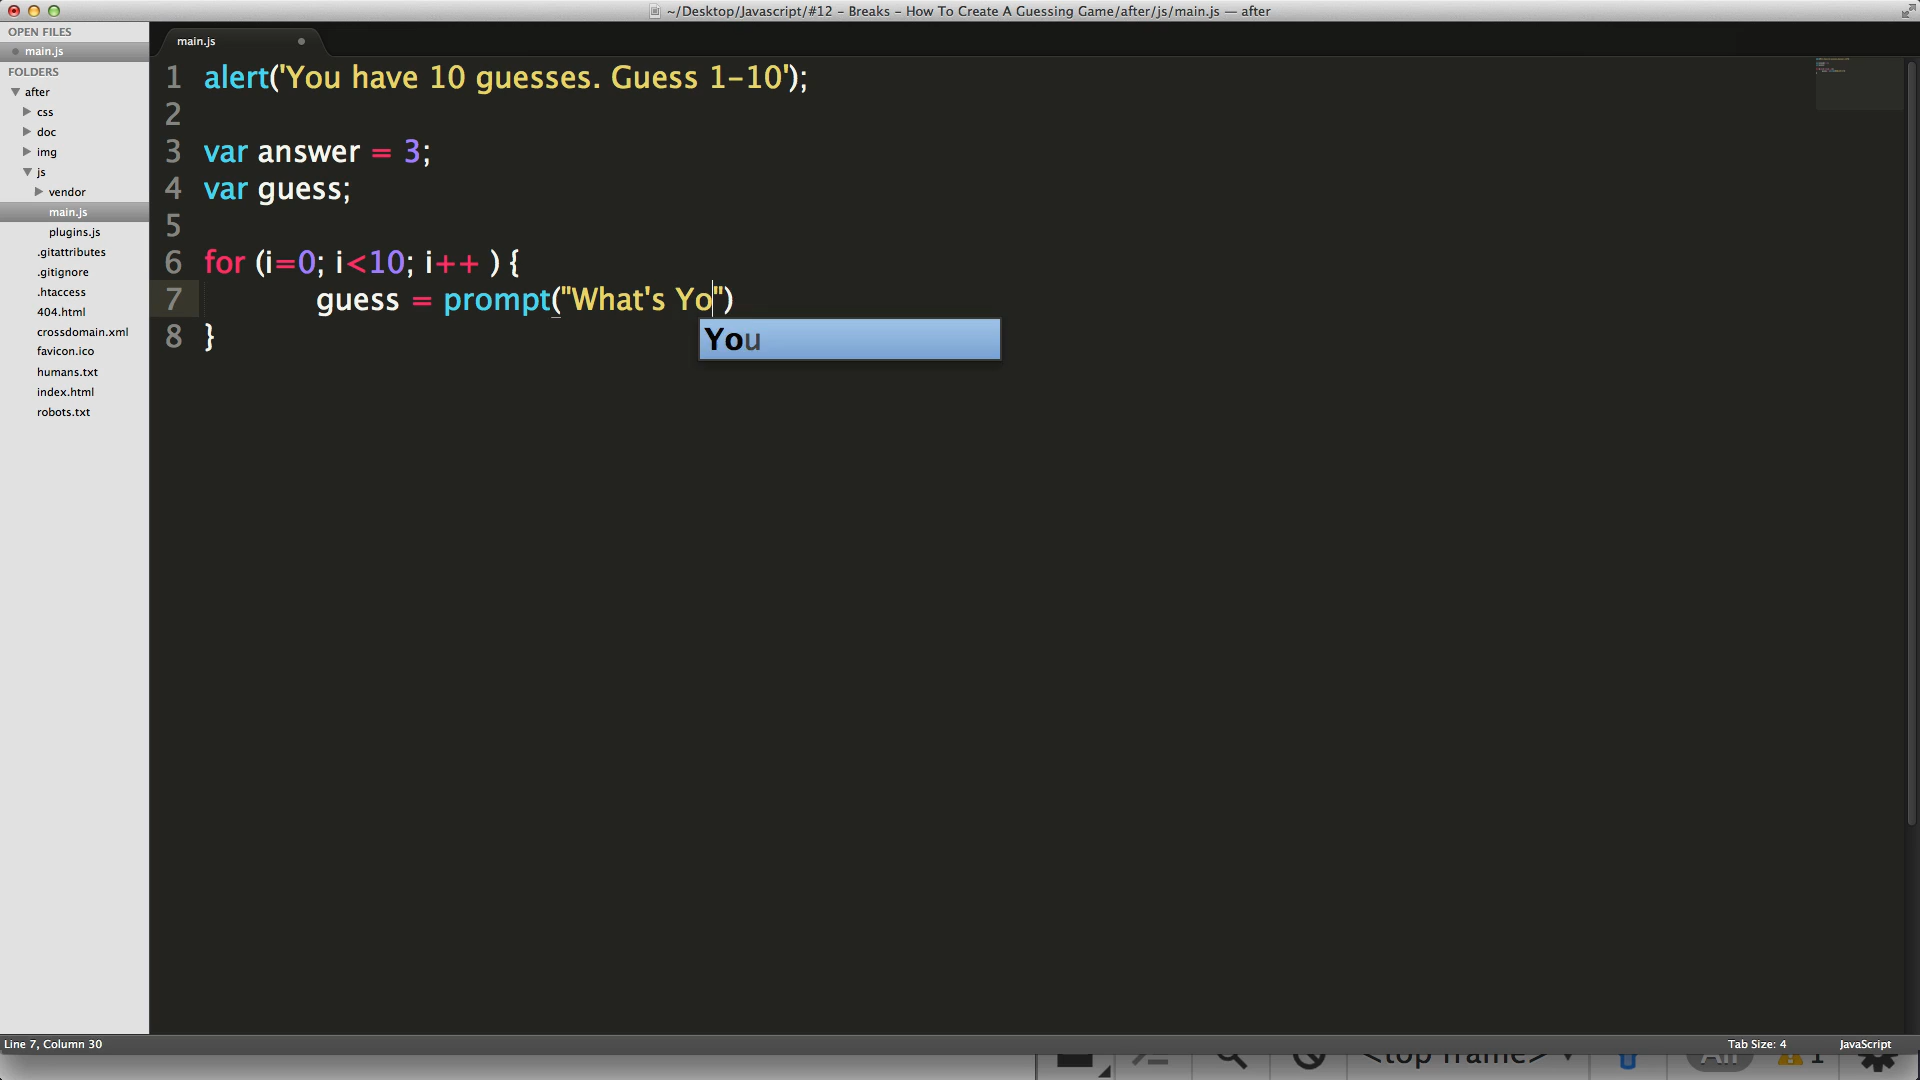 ~/Desktop/Javascript/#12 – Breaks – How To Create A Guessing Game/after/js/main.js — after
OPEN FILES
main.js
FOLDERS
after
css
doc
img
js
vendor
main.js
plugins.js
.gitattributes
.gitignore
.htaccess
404.html
crossdomain.xml
favicon.ico
humans.txt
index.html
robots.txt
main.js
1 alert('You have 10 guesses. Guess 1-10');
2
3 var answer = 3;
4 var guess;
5
6 for (i=0; i<10; i++ ) {
7 guess = prompt("What's Yo")
You
8 }
Line 7, Column 30
Tab Size: 4
JavaScript
<top frame>
All
1